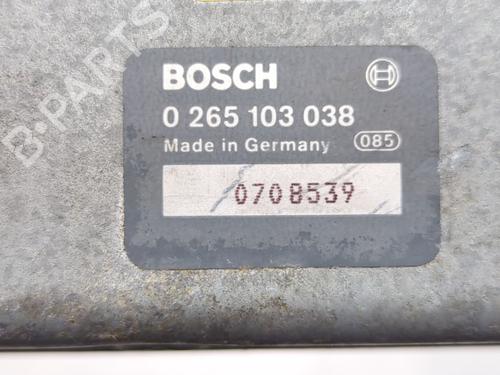 B-PARTS
BOSCH
0 265 103 038
Made in Germany 085
0708539